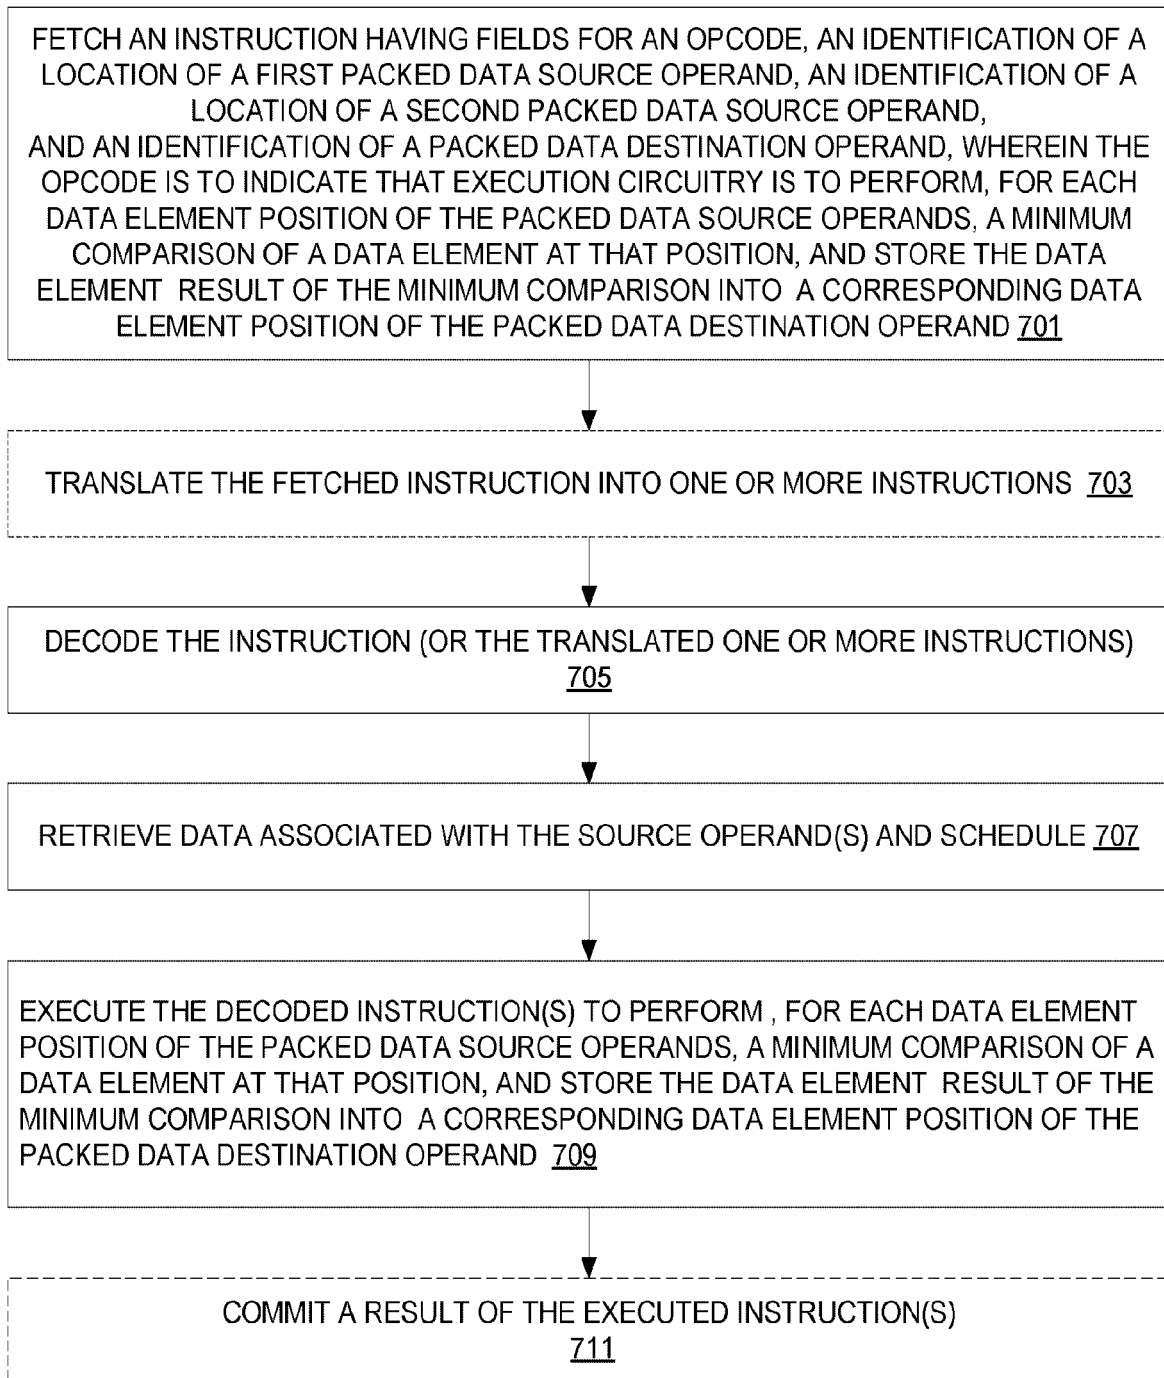 FETCH AN INSTRUCTION HAVING FIELDS FOR AN OPCODE, AN IDENTIFICATION OF A
LOCATION OF A FIRST PACKED DATA SOURCE OPERAND, AN IDENTIFICATION OF A
LOCATION OF A SECOND PACKED DATA SOURCE OPERAND,
AND AN IDENTIFICATION OF A PACKED DATA DESTINATION OPERAND, WHEREIN THE
OPCODE IS TO INDICATE THAT EXECUTION CIRCUITRY IS TO PERFORM, FOR EACH
DATA ELEMENT POSITION OF THE PACKED DATA SOURCE OPERANDS, A MINIMUM
COMPARISON OF A DATA ELEMENT AT THAT POSITION, AND STORE THE DATA
ELEMENT RESULT OF THE MINIMUM COMPARISON INTO A CORRESPONDING DATA
ELEMENT POSITION OF THE PACKED DATA DESTINATION OPERAND 701
TRANSLATE THE FETCHED INSTRUCTION INTO ONE OR MORE INSTRUCTIONS 703
DECODE THE INSTRUCTION (OR THE TRANSLATED ONE OR MORE INSTRUCTIONS)
705
RETRIEVE DATA ASSOCIATED WITH THE SOURCE OPERAND(S) AND SCHEDULE 707
EXECUTE THE DECODED INSTRUCTION(S) TO PERFORM , FOR EACH DATA ELEMENT
POSITION OF THE PACKED DATA SOURCE OPERANDS, A MINIMUM COMPARISON OF A
DATA ELEMENT AT THAT POSITION, AND STORE THE DATA ELEMENT RESULT OF THE
MINIMUM COMPARISON INTO A CORRESPONDING DATA ELEMENT POSITION OF THE
PACKED DATA DESTINATION OPERAND 709
COMMIT A RESULT OF THE EXECUTED INSTRUCTION(S)
711